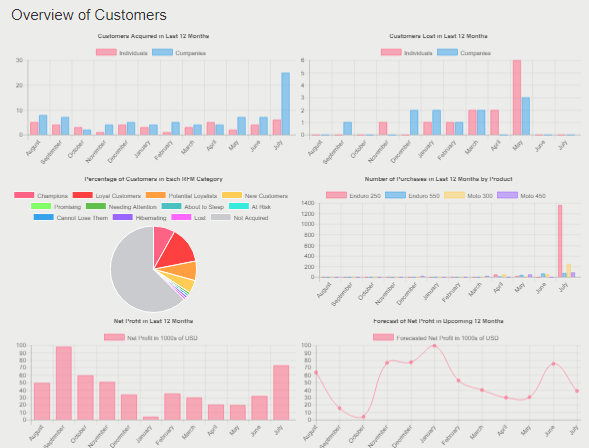 Overview of Customers
Customers Acquired in Last 12 Months
Individuals Companies
30
20
10
0
August September October November December January February March April May June July
Customers Lost in Last 12 Months
Individuals Companies
6
5
4
3
2
1
0
August September October November December January February March April May June July
Percentage of Customers in Each RFM Category
Champions Loyal Customers Potential Loyalists New Customers
Promising Needing Attention About to Sleep At Risk
Cannot Lose Them Hibernating Lost Not Acquired
Number of Purchases in Last 12 Months by Product
Enduro 250 Enduro 550 Moto 300 Moto 450
1400
1200
1000
800
600
400
200
0
August September October November December January February March April May June July
Net Profit in Last 12 Months
Net Profit in 1000s of USD
100
90
80
70
60
50
40
30
20
10
0
August September October November December January February March April May June July
Forecast of Net Profit in Upcoming 12 Months
Forecasted Net Profit in 1000s of USD
100
90
80
70
60
50
40
30
20
10
0
August September October November December January February March April May June July